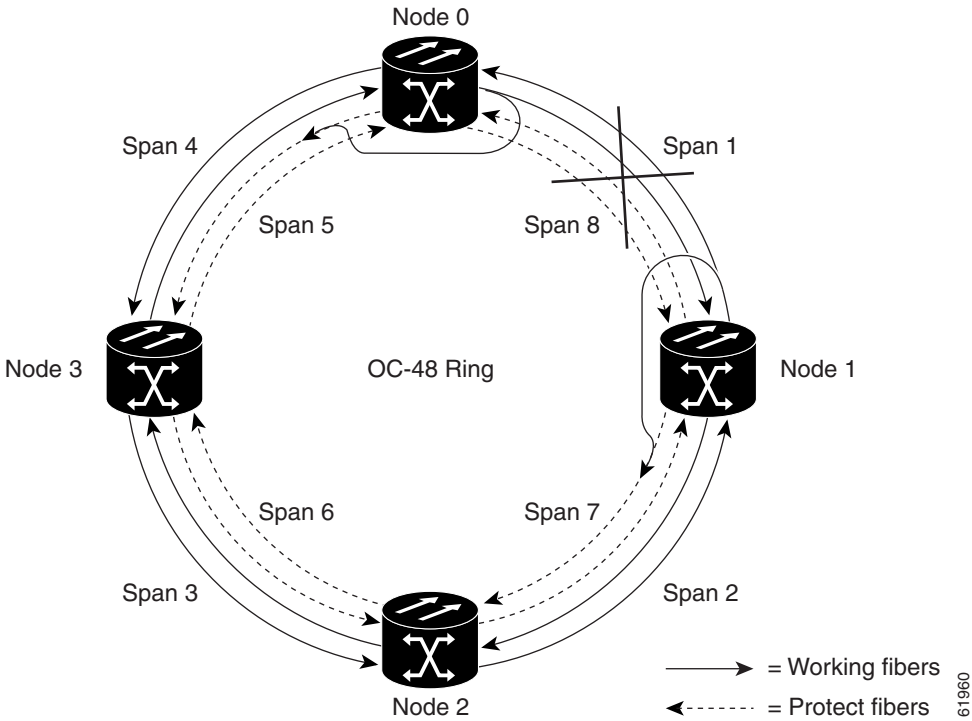 Node 0
Span 4
Span 1
Span 5
Span 8
Node 3
OC-48 Ring
Node 1
Span 6
Span 7
Span 3
Span 2
Node 2
= Working fibers
= Protect fibers
61960